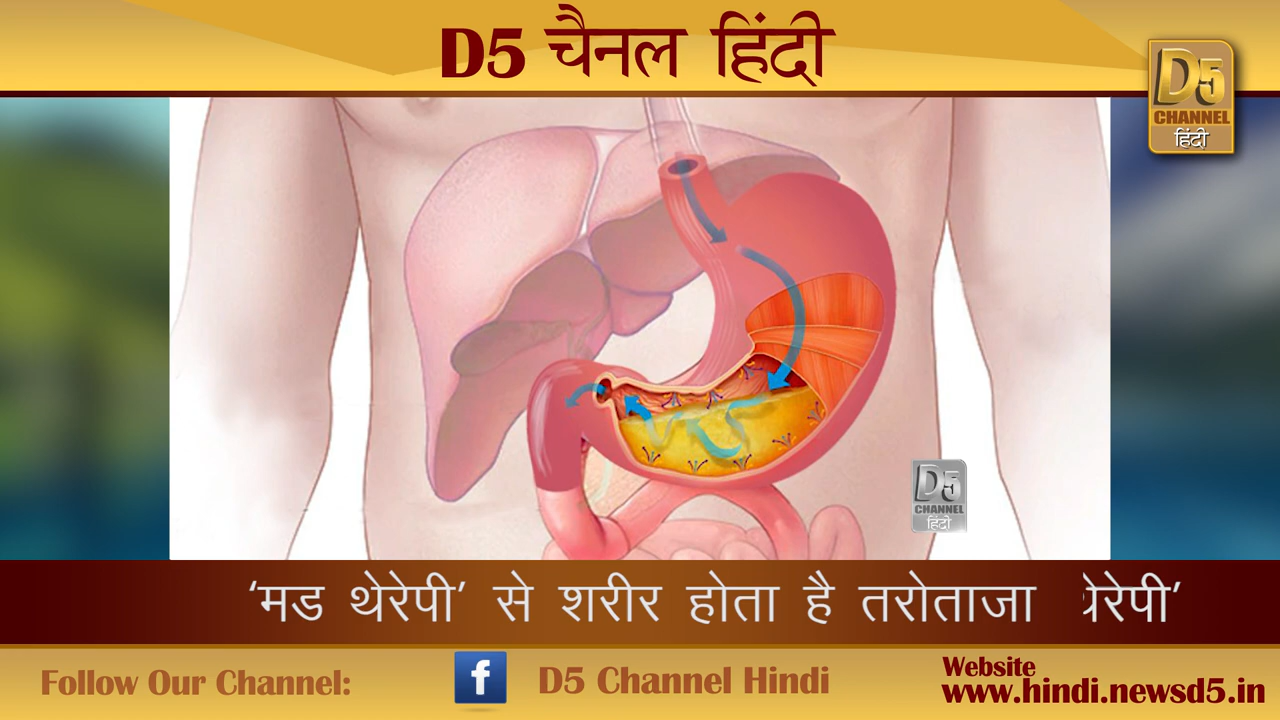 D5 चैनल हिंदी
D5
CHANNEL
हिंदी
D5
CHANNEL
हिंदी
‘मड थेरेपी’ से शरीर होता है तरोताजा
Follow Our Channel:
f
D5 Channel Hindi
Website
www.hindi.newsd5.in